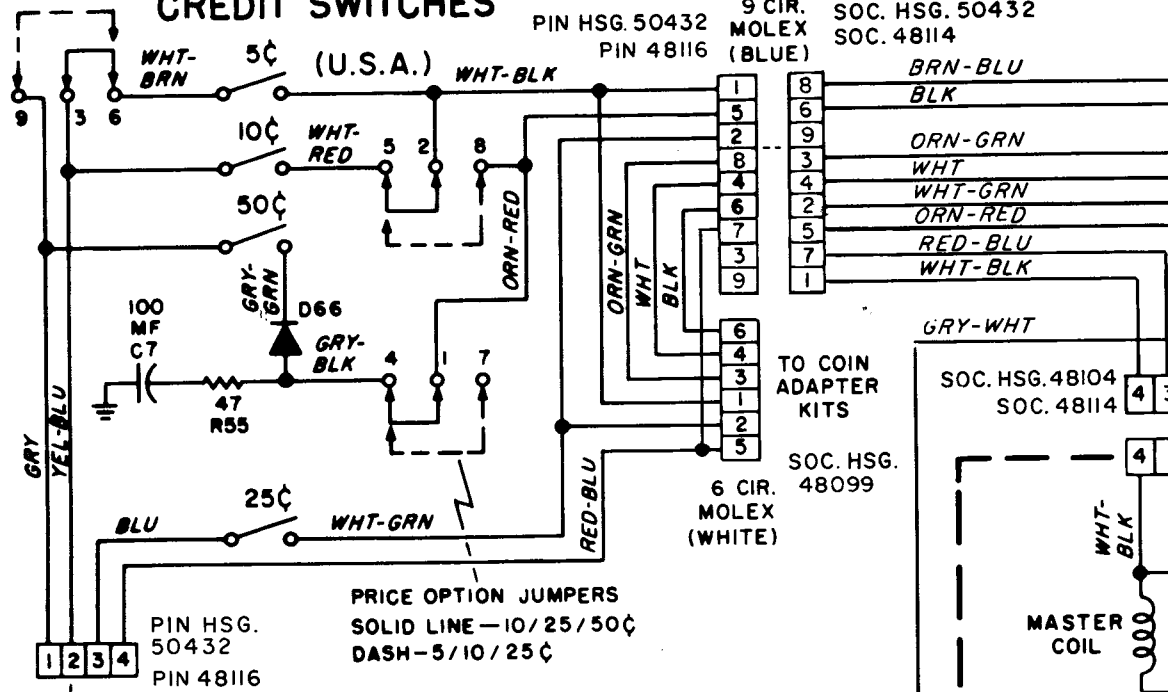 CREDIT SWITCHES
(U.S.A.)
PIN HSG. 50432
PIN 48116
9 CIR.
MOLEX
(BLUE)
SOC. HSG. 50432
SOC. 48114
WHT-
BRN
5¢
WHT-BLK
9 3 6
10¢
WHT-
RED
5 2 8
50¢
GRY-
GRN
ORN-RED
100
MF
C7
D66
GRY-
BLK
47
R55
4 1 7
GRY
YEL-BLU
25¢
BLU
WHT-GRN
RED-BLU
ORN-GRN
WHT
BLK
1
5
2
8
4
6
7
3
9
8
6
9
3
4
2
5
7
1
BRN-BLU
BLK
ORN-GRN
WHT
WHT-GRN
ORN-RED
RED-BLU
WHT-BLK
6
4
3
1
2
5
TO COIN
ADAPTER
KITS
SOC. HSG.
48099
6 CIR.
MOLEX
(WHITE)
GRY-WHT
SOC. HSG. 48104
SOC. 48114
4 3
4
WHT-
BLK
MASTER
COIL
PRICE OPTION JUMPERS
SOLID LINE—10/25/50¢
DASH—5/10/25¢
1 2 3 4
PIN HSG.
50432
PIN 48116